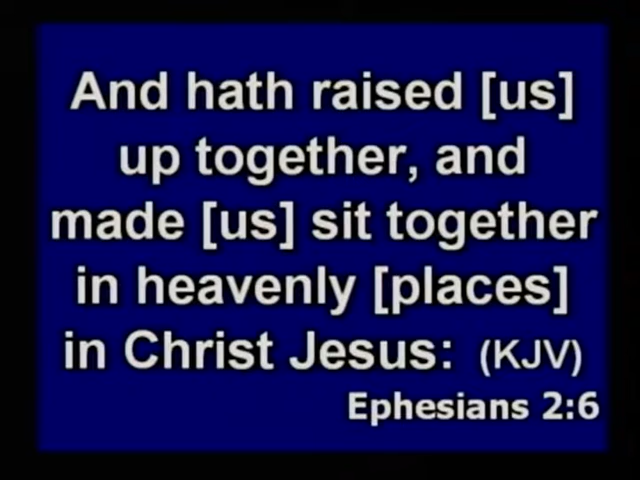 And hath raised [us]
up together, and
made [us] sit together
in heavenly [places]
in Christ Jesus: (KJV)
Ephesians 2:6